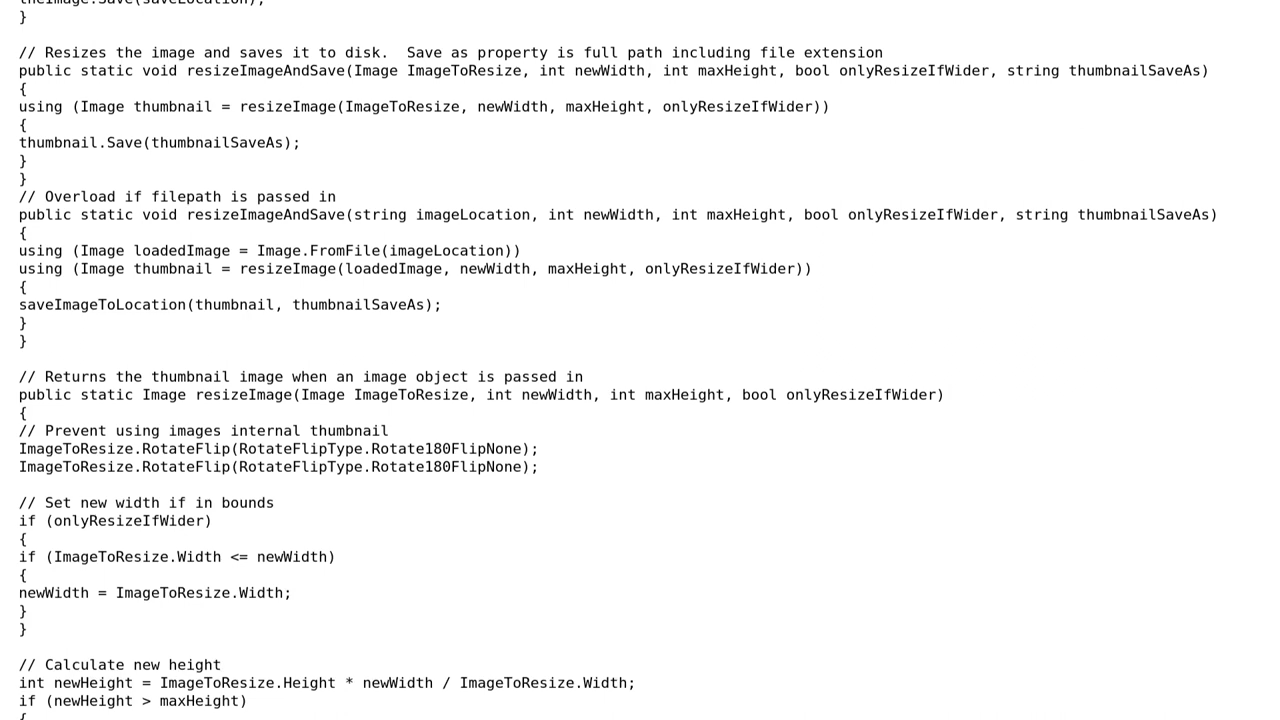 theImage.Save(saveLocation);
}

// Resizes the image and saves it to disk.  Save as property is full path including file extension
public static void resizeImageAndSave(Image ImageToResize, int newWidth, int maxHeight, bool onlyResizeIfWider, string thumbnailSaveAs)
{
using (Image thumbnail = resizeImage(ImageToResize, newWidth, maxHeight, onlyResizeIfWider))
{
thumbnail.Save(thumbnailSaveAs);
}
}
// Overload if filepath is passed in
public static void resizeImageAndSave(string imageLocation, int newWidth, int maxHeight, bool onlyResizeIfWider, string thumbnailSaveAs)
{
using (Image loadedImage = Image.FromFile(imageLocation))
using (Image thumbnail = resizeImage(loadedImage, newWidth, maxHeight, onlyResizeIfWider))
{
saveImageToLocation(thumbnail, thumbnailSaveAs);
}
}

// Returns the thumbnail image when an image object is passed in
public static Image resizeImage(Image ImageToResize, int newWidth, int maxHeight, bool onlyResizeIfWider)
{
// Prevent using images internal thumbnail
ImageToResize.RotateFlip(RotateFlipType.Rotate180FlipNone);
ImageToResize.RotateFlip(RotateFlipType.Rotate180FlipNone);

// Set new width if in bounds
if (onlyResizeIfWider)
{
if (ImageToResize.Width <= newWidth)
{
newWidth = ImageToResize.Width;
}
}

// Calculate new height
int newHeight = ImageToResize.Height * newWidth / ImageToResize.Width;
if (newHeight > maxHeight)
{